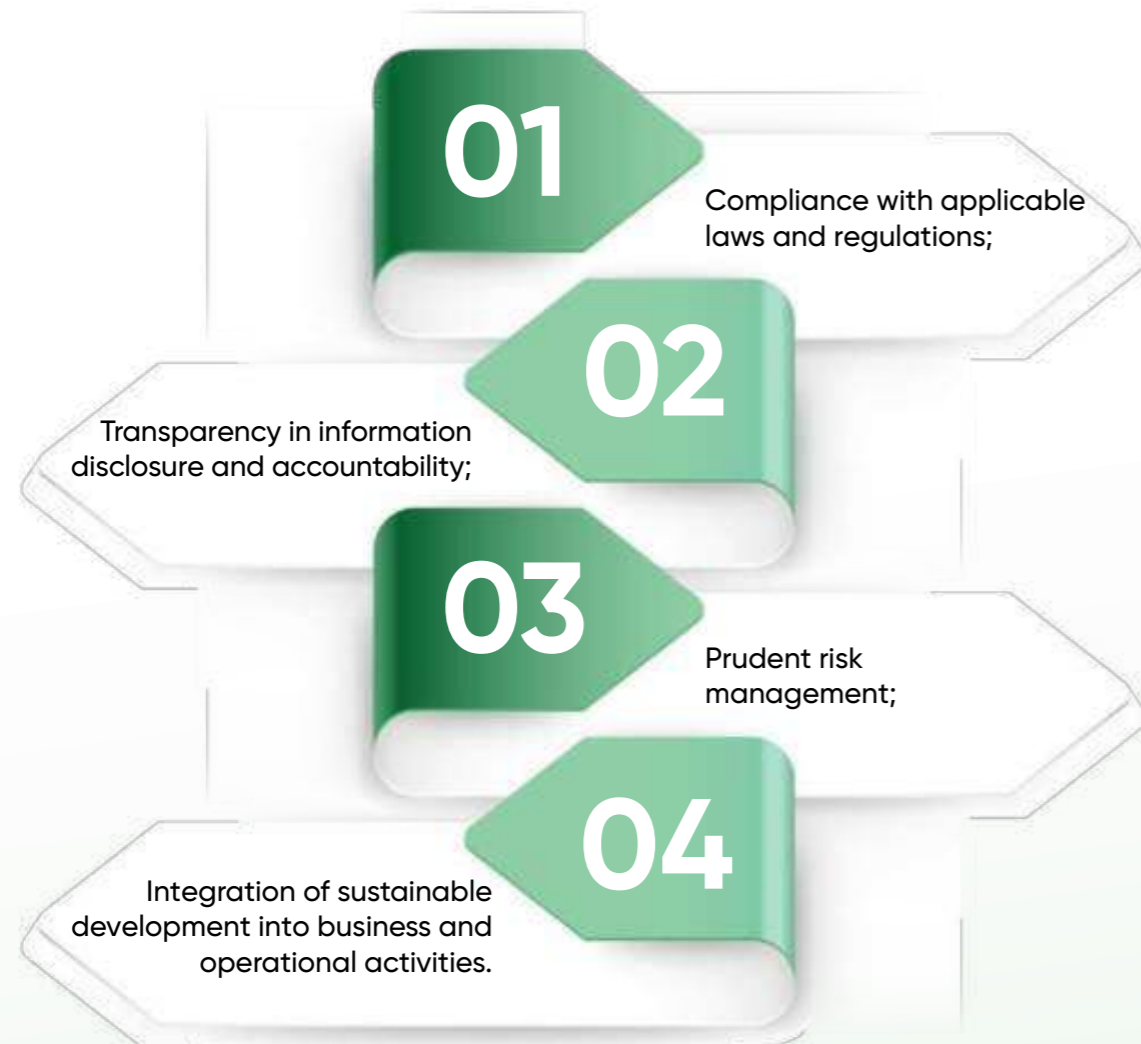 01
Compliance with applicable
laws and regulations;
02
Transparency in information
disclosure and accountability;
03
Prudent risk
management;
04
Integration of sustainable
development into business and
operational activities.